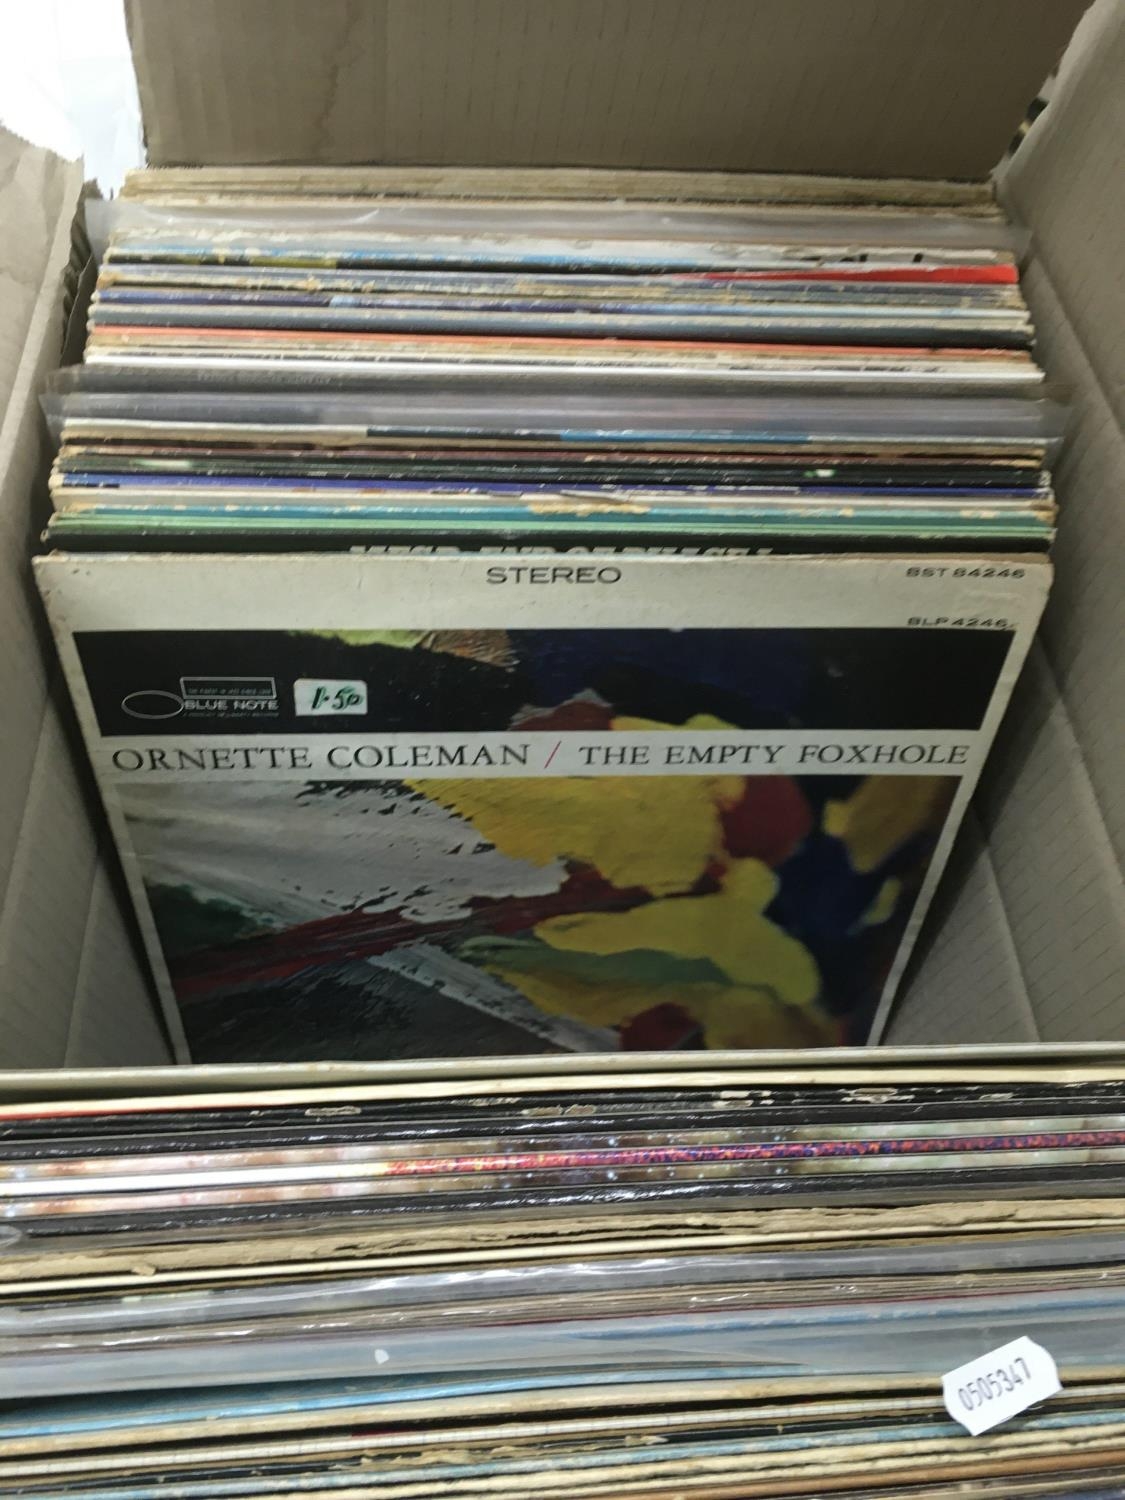 STEREO
BST 84246
BLP 4246
BLUE NOTE
1.50
ORNETTE COLEMAN / THE EMPTY FOXHOLE
0505347